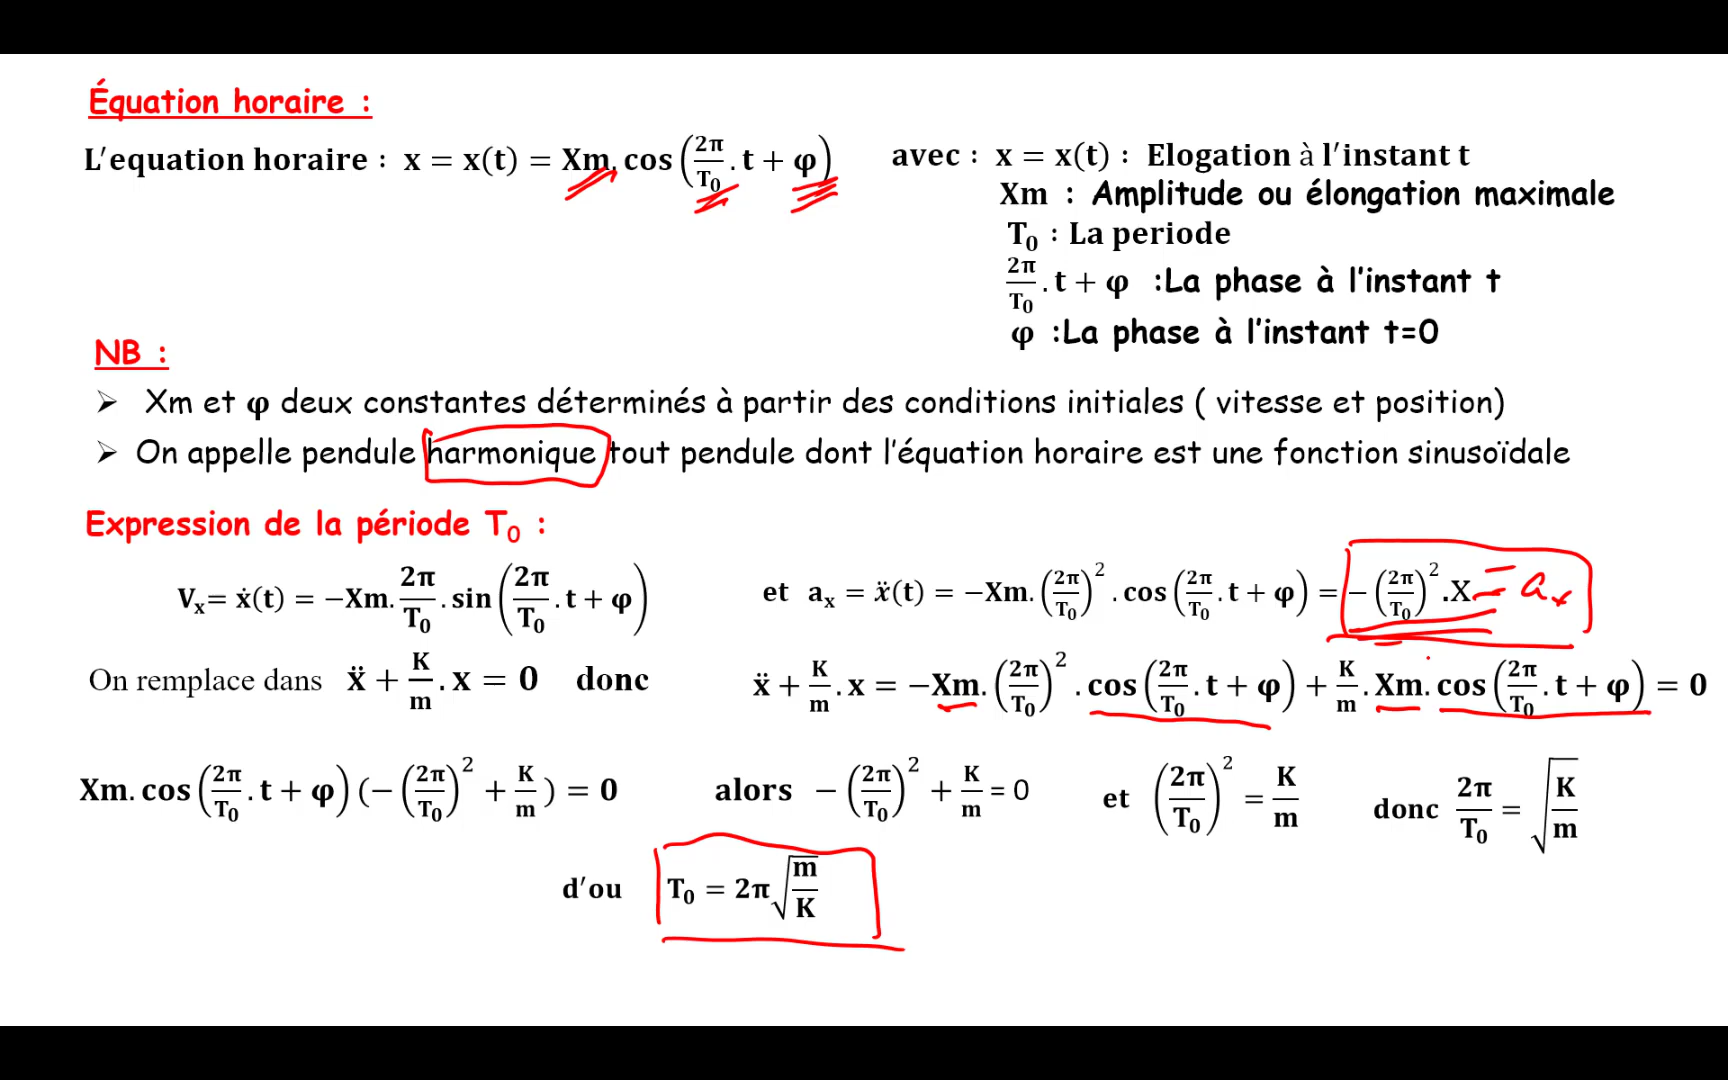 Équation horaire :
L'equation horaire : x = x(t) = Xm. cos(2π/T₀ . t + φ) avec : x = x(t) : Elogation à l'instant t
Xm : Amplitude ou élongation maximale
T₀ : La periode
2π/T₀ . t + φ :La phase à l'instant t
φ :La phase à l'instant t=0
NB :
➢ Xm et φ deux constantes déterminés à partir des conditions initiales ( vitesse et position)
➢ On appelle pendule harmonique tout pendule dont l'équation horaire est une fonction sinusoïdale
Expression de la période T₀ :
Vₓ= ẋ(t) = −Xm. 2π/T₀ . sin(2π/T₀ . t + φ) et aₓ = ẍ(t) = −Xm. (2π/T₀)² . cos(2π/T₀ . t + φ) = −(2π/T₀)² .X = aₓ
On remplace dans ẍ + K/m . x = 0 donc ẍ + K/m . x = −Xm. (2π/T₀)² . cos(2π/T₀ . t + φ) + K/m . Xm. cos(2π/T₀ . t + φ) = 0
Xm. cos(2π/T₀ . t + φ) (−(2π/T₀)² + K/m ) = 0 alors −(2π/T₀)² + K/m = 0 et (2π/T₀)² = K/m donc 2π/T₀ = √(K/m)
d'ou T₀ = 2π√(m/K)